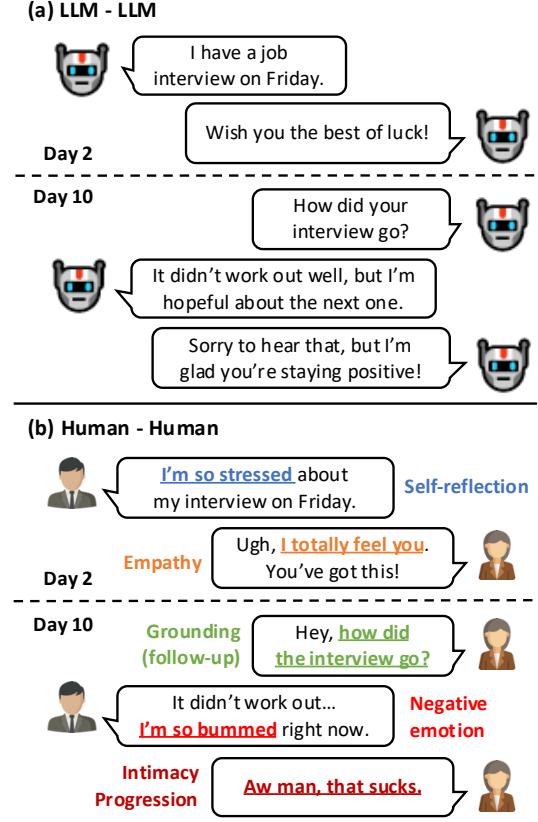 (a) LLM - LLM
I have a job
interview on Friday.
Wish you the best of luck!
Day 2
Day 10
How did your
interview go?
It didn't work out well, but I'm
hopeful about the next one.
Sorry to hear that, but I'm
glad you're staying positive!
(b) Human - Human
I'm so stressed about
my interview on Friday.
Self-reflection
Empathy
Ugh, I totally feel you.
You've got this!
Day 2
Day 10
Grounding
(follow-up)
Hey, how did
the interview go?
It didn't work out...
I'm so bummed right now.
Negative
emotion
Intimacy
Progression
Aw man, that sucks.